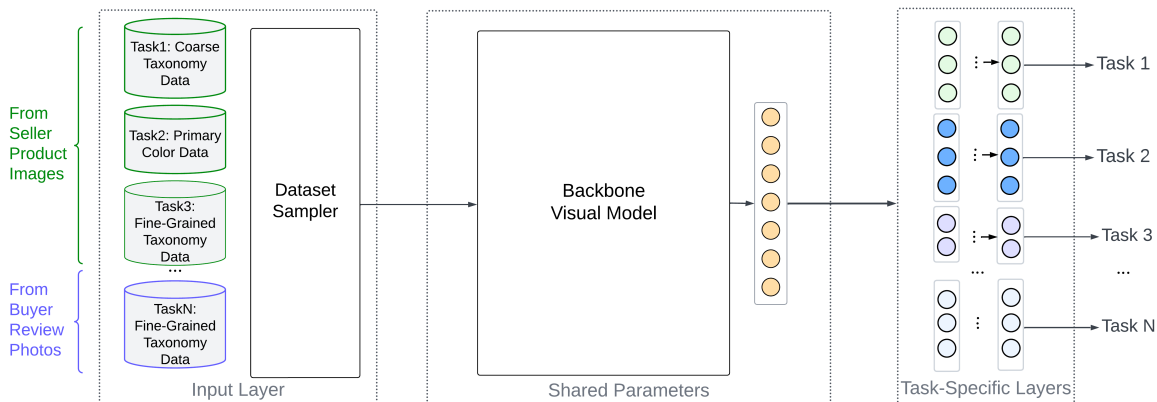 From
Seller
Product
Images
From
Buyer
Review
Photos
Task1: Coarse
Taxonomy
Data
Task2: Primary
Color Data
Task3:
Fine-Grained
Taxonomy
Data
...
TaskN:
Fine-Grained
Taxonomy
Data
Dataset
Sampler
Input Layer
Backbone
Visual Model
Shared Parameters
Task-Specific Layers
Task 1
Task 2
Task 3
...
...
Task N